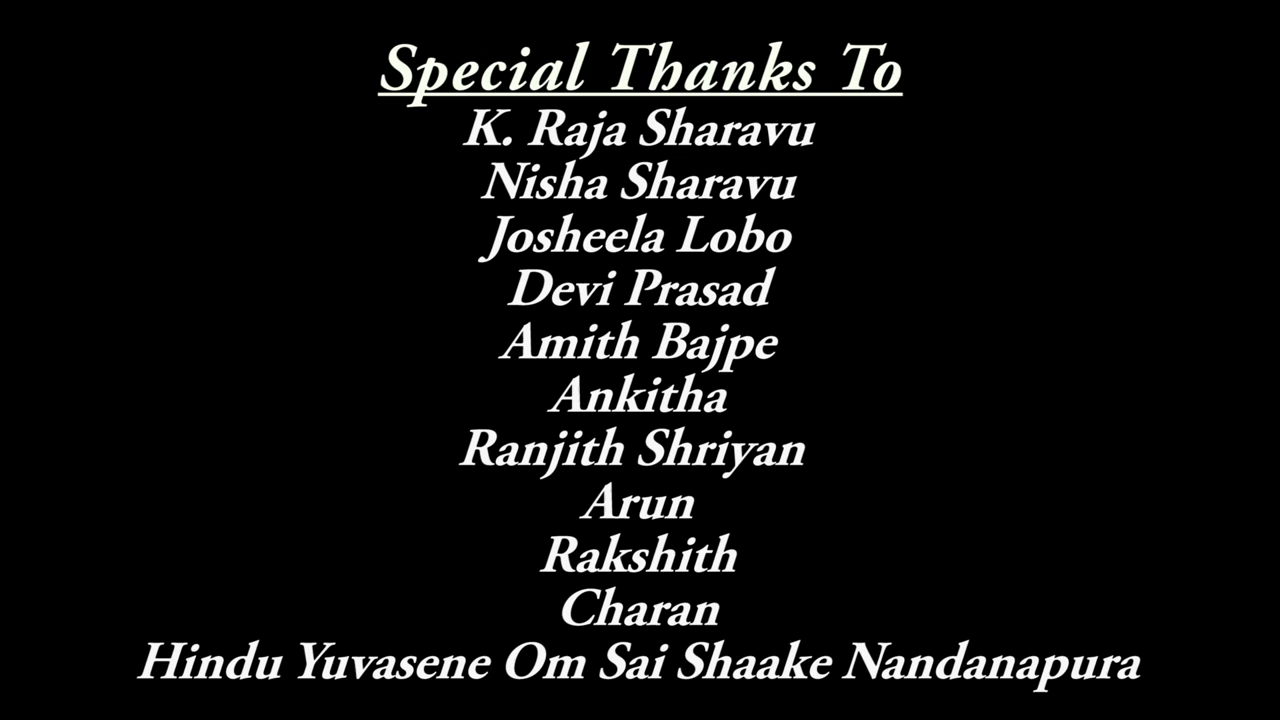 Special Thanks To
K. Raja Sharavu
Nisha Sharavu
Josheela Lobo
Devi Prasad
Amith Bajpe
Ankitha
Ranjith Shriyan
Arun
Rakshith
Charan
Hindu Yuvasene Om Sai Shaake Nandanapura